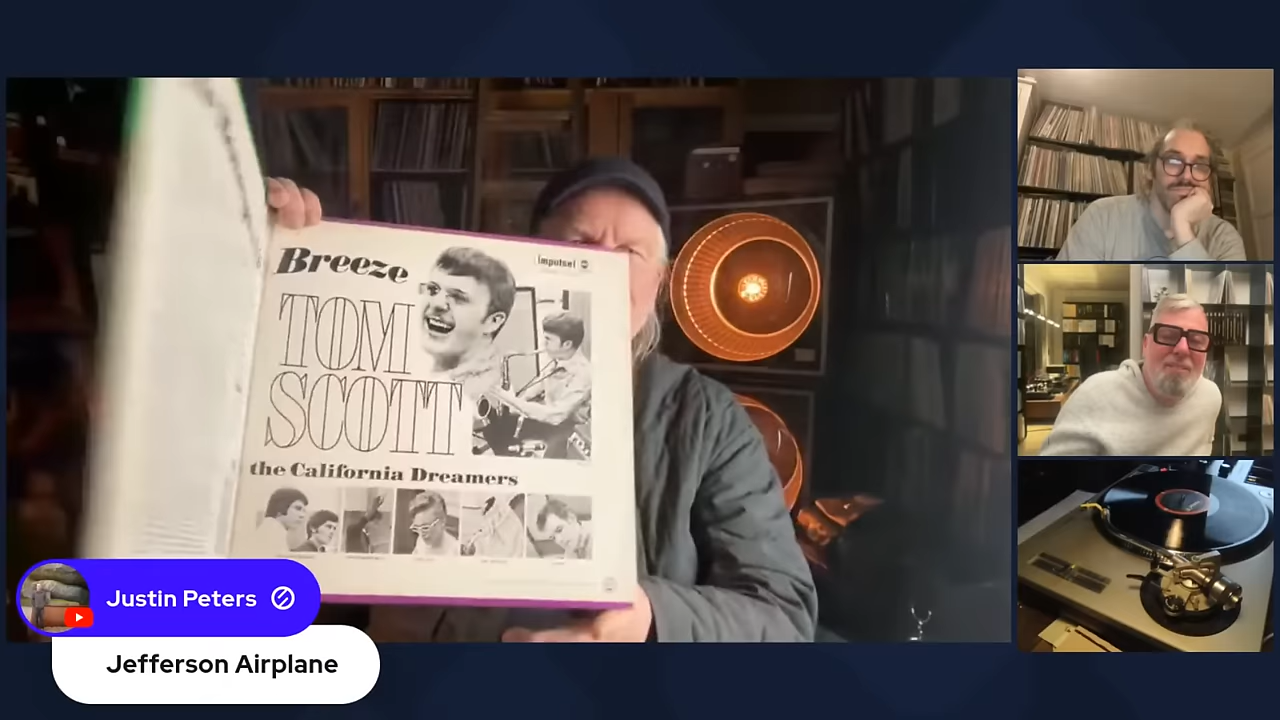 Breeze
impulse!
TOM
SCOTT
the California Dreamers
Justin Peters
Jefferson Airplane